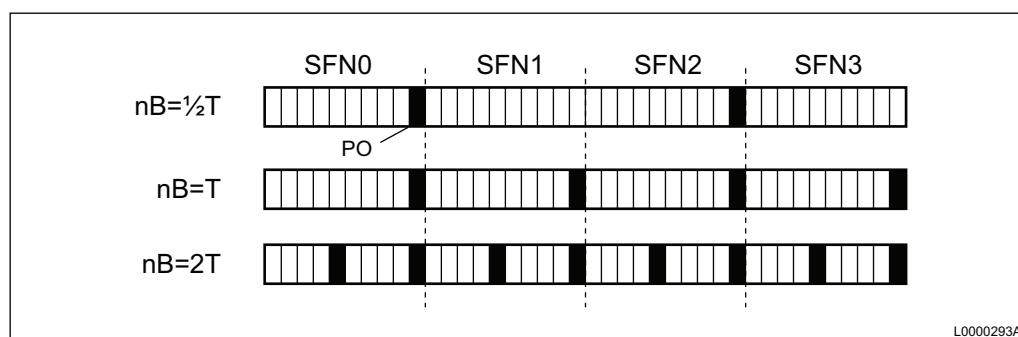 SFN0 SFN1 SFN2 SFN3
nB=½T
PO
nB=T
nB=2T
L0000293A